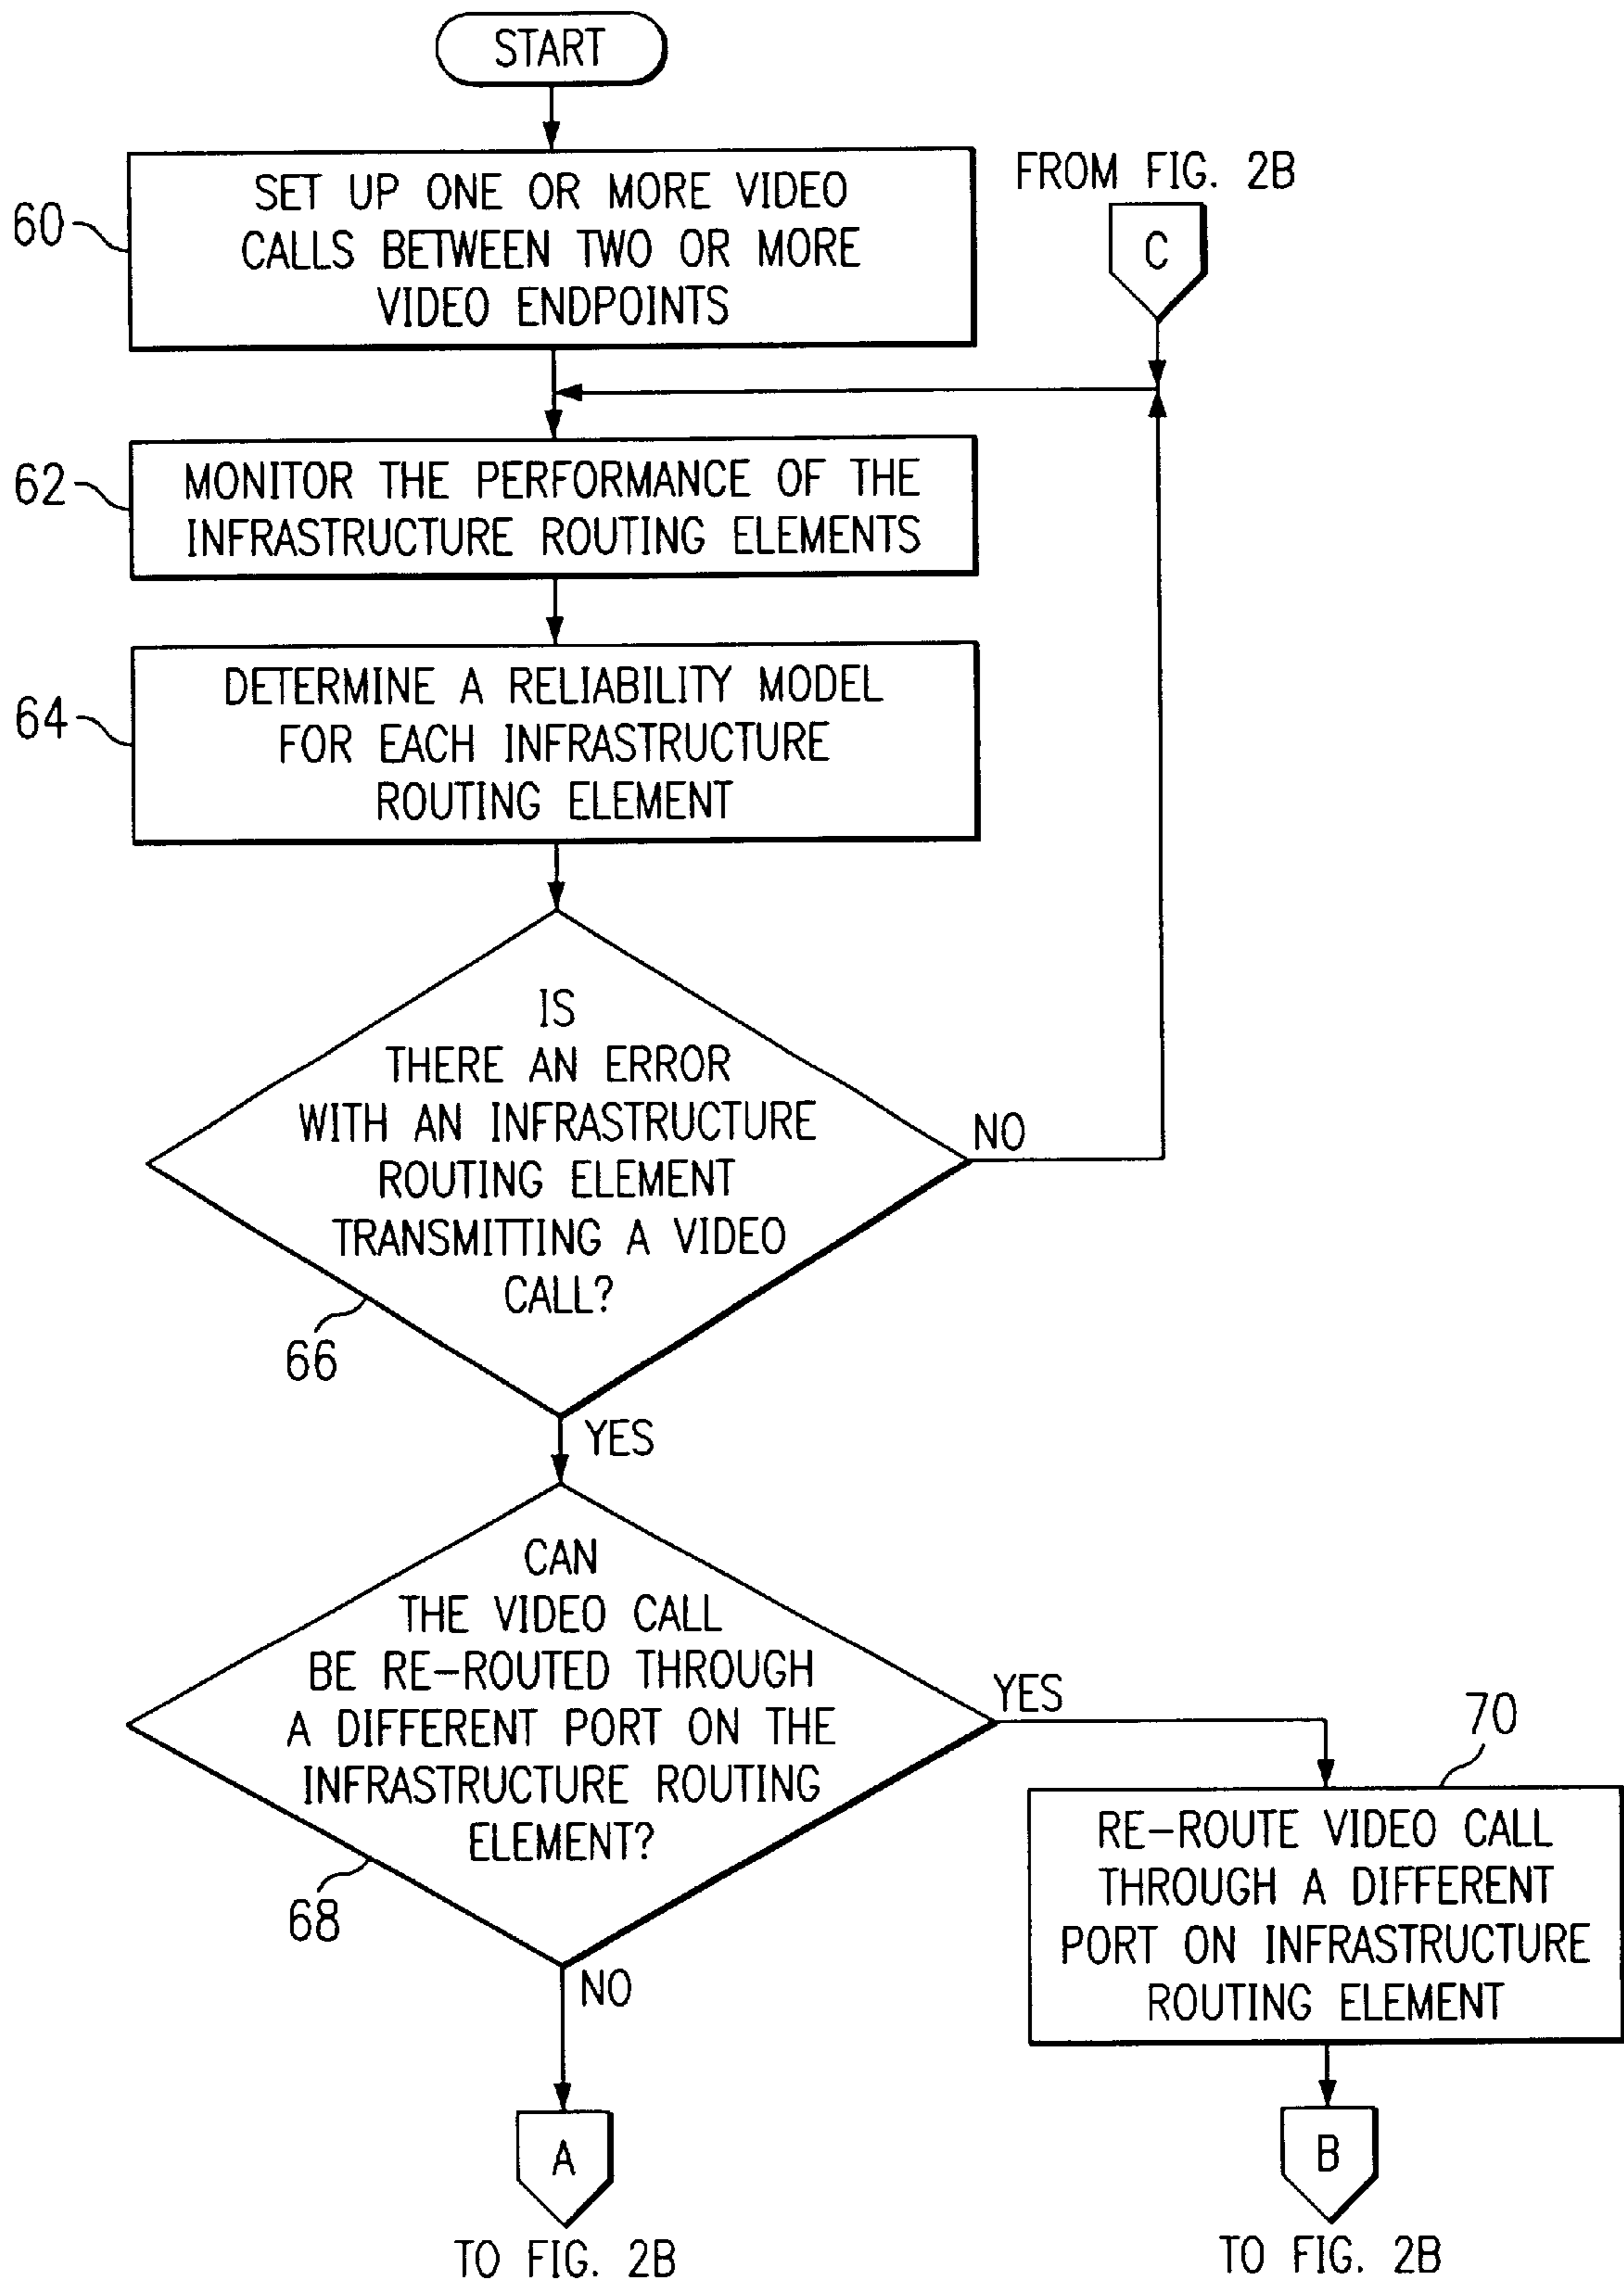 START
60
SET UP ONE OR MORE VIDEO
CALLS BETWEEN TWO OR MORE
VIDEO ENDPOINTS
FROM FIG. 2B
C
62
MONITOR THE PERFORMANCE OF THE
INFRASTRUCTURE ROUTING ELEMENTS
64
DETERMINE A RELIABILITY MODEL
FOR EACH INFRASTRUCTURE
ROUTING ELEMENT
IS
THERE AN ERROR
WITH AN INFRASTRUCTURE
ROUTING ELEMENT
TRANSMITTING A VIDEO
CALL?
NO
66
YES
CAN
THE VIDEO CALL
BE RE-ROUTED THROUGH
A DIFFERENT PORT ON THE
INFRASTRUCTURE ROUTING
ELEMENT?
YES
68
NO
70
RE-ROUTE VIDEO CALL
THROUGH A DIFFERENT
PORT ON INFRASTRUCTURE
ROUTING ELEMENT
A
TO FIG. 2B
B
TO FIG. 2B